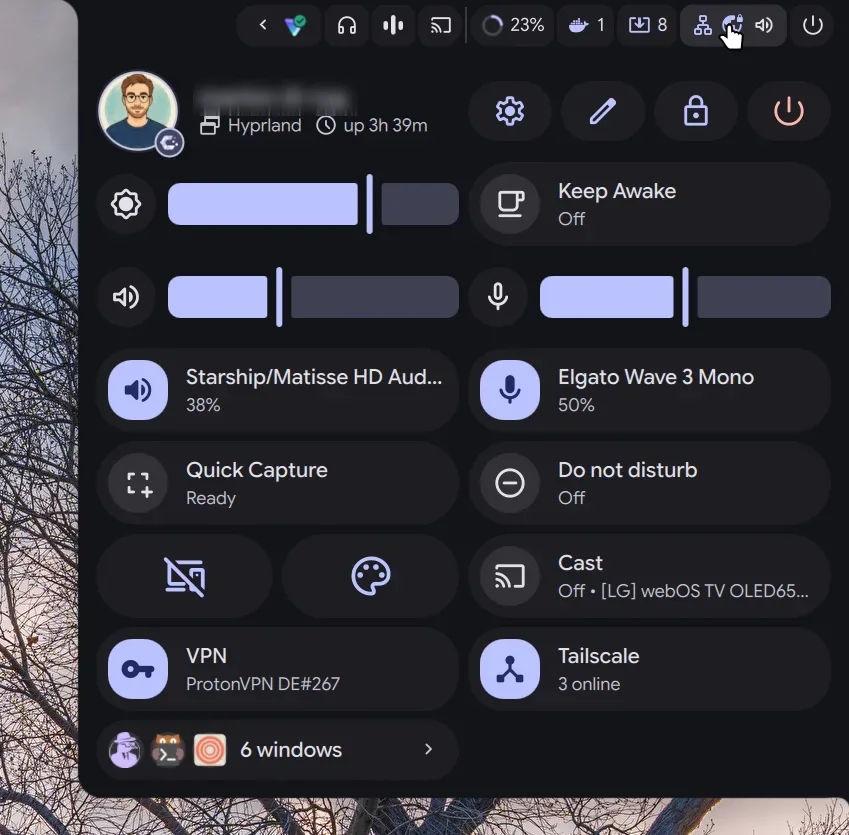 23%
1
8
Hyprland
up 3h 39m
Keep Awake
Off
Starship/Matisse HD Aud...
38%
Elgato Wave 3 Mono
50%
Quick Capture
Ready
Do not disturb
Off
Cast
Off • [LG] webOS TV OLED65...
VPN
ProtonVPN DE#267
Tailscale
3 online
6 windows